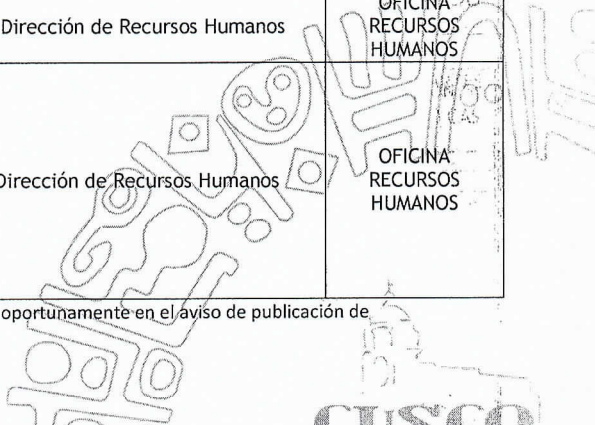 Dirección de Recursos Humanos
OFICINA
RECURSOS
HUMANOS
Dirección de Recursos Humanos
OFICINA
RECURSOS
HUMANOS
oportunamente en el aviso de publicación de
CUSCO